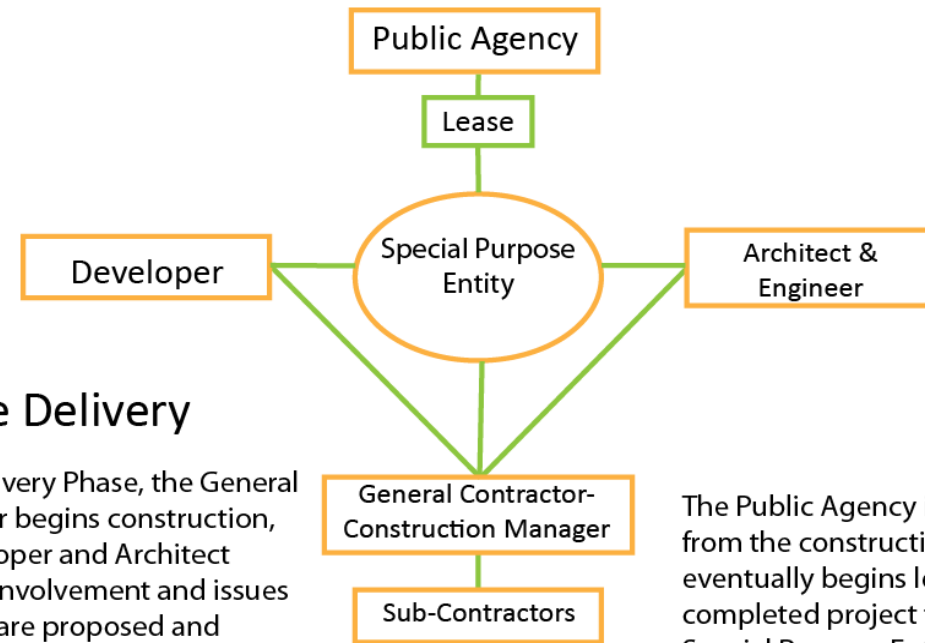 Public Agency
Lease
Special Purpose
Entity
Developer
Architect &
Engineer
e Delivery
very Phase, the General
r begins construction,
oper and Architect
nvolvement and issues
are proposed and
General Contractor-
Construction Manager
Sub-Contractors
The Public Agency
from the constructi
eventually begins l
completed project